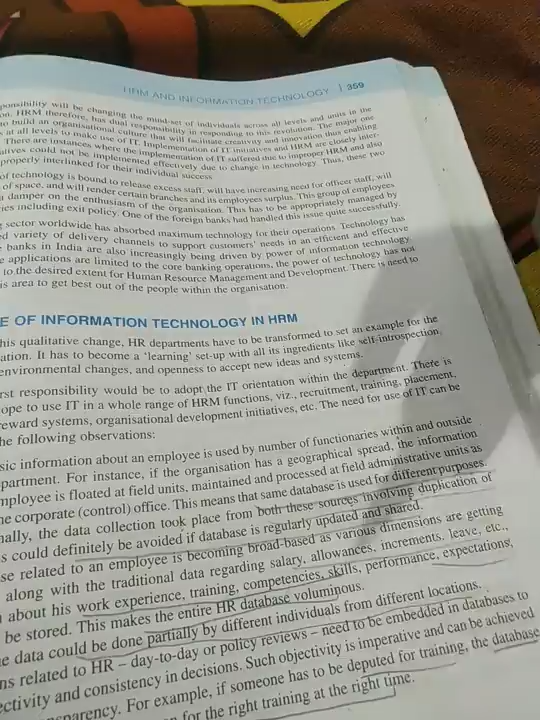 HRM AND INFORMATION TECHNOLOGY | 359
ponsibility will be changing the mind-set of individuals across all levels and units in the
on. HRM therefore, has dual responsibility in responding to this revolution. The major one
to build an organisational culture that will facilitate creativity and innovation thus enabling
s at all levels to make use of IT. Implementation of IT initiatives and HRM are closely inter-
There are instances where the implementation of IT suffered due to improper HRM and also
iatives could not be implemented effectively due to change in technology. Thus, these two
properly interlinked for their individual success
of technology is bound to release excess staff, will have increasing need for officer staff, will
of space, and will render certain branches and its employees surplus. This group of employees
a damper on the enthusiasm of the organisation. This has to be appropriately managed by
ies including exit policy. One of the foreign banks had handled this issue quite successfully.
g sector worldwide has absorbed maximum technology for their operations. Technology has
ed variety of delivery channels to support customers' needs in an efficient and effective
banks in India are also increasingly being driven by power of information technology
e applications are limited to the core banking operations, the power of technology has not
to the desired extent for Human Resource Management and Development. There is need to
is area to get best out of the people within the organisation.
E OF INFORMATION TECHNOLOGY IN HRM
his qualitative change, HR departments have to be transformed to set an example for the
ation. It has to become a 'learning' set-up with all its ingredients like self-introspection,
environmental changes, and openness to accept new ideas and systems.
rst responsibility would be to adopt the IT orientation within the department. There is
ope to use IT in a whole range of HRM functions, viz., recruitment, training, placement,
reward systems, organisational development initiatives, etc. The need for use of IT can be
he following observations:
sic information about an employee is used by number of functionaries within and outside
partment. For instance, if the organisation has a geographical spread, the information
mployee is floated at field units, maintained and processed at field administrative units as
he corporate (control) office. This means that same database is used for different purposes.
nally, the data collection took place from both these sources involving duplication of
s could definitely be avoided if database is regularly updated and shared.
se related to an employee is becoming broad-based as various dimensions are getting
along with the traditional data regarding salary, allowances, increments, leave, etc.,
about his work experience, training, competencies, skills, performance, expectations,
be stored. This makes the entire HR database voluminous.
e data could be done partially by different individuals from different locations.
ns related to HR – day-to-day or policy reviews – need to be embedded in databases to
ectivity and consistency in decisions. Such objectivity is imperative and can be achieved
nsparency. For example, if someone has to be deputed for training, the database
for the right training at the right time.